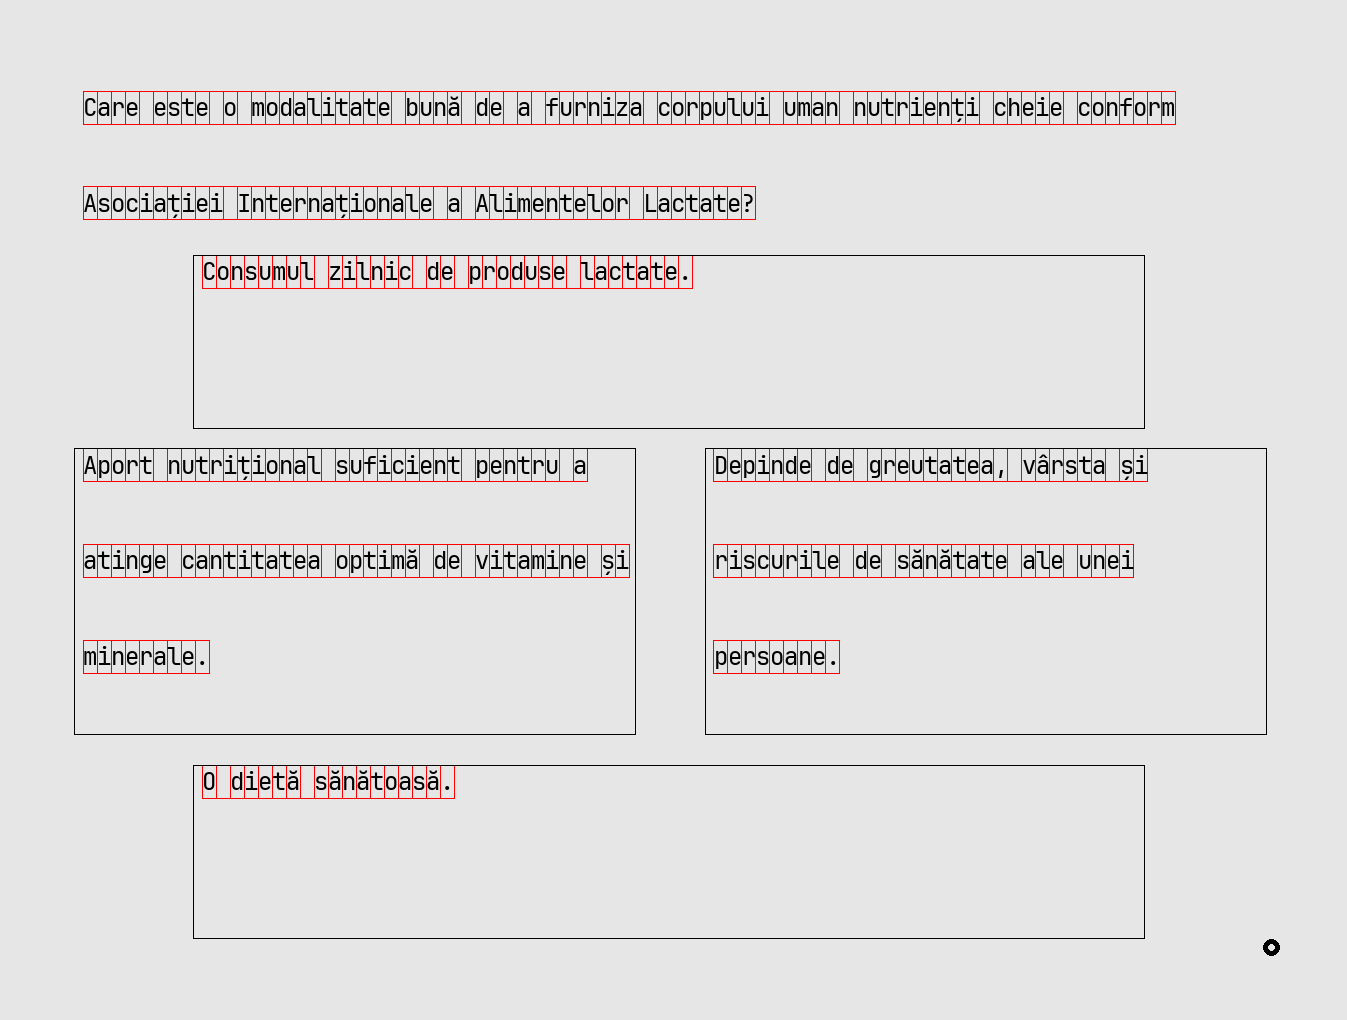 Care este o modalitate bună de a furniza corpului uman nutrienți cheie conform
Asociației Internaționale a Alimentelor Lactate?
Consumul zilnic de produse lactate.
Aport nutrițional suficient pentru a
atinge cantitatea optimă de vitamine și
minerale.
Depinde de greutatea, vârsta și
riscurile de sănătate ale unei
persoane.
O dietă sănătoasă.